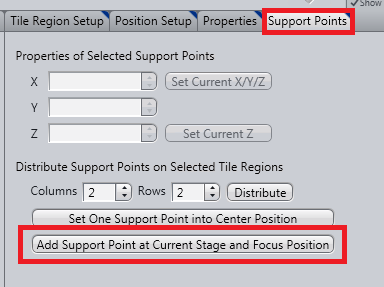 Show
Tile Region Setup Position Setup Properties Support Points
Properties of Selected Support Points
X Set Current X/Y/Z
Y
Z Set Current Z
Distribute Support Points on Selected Tile Regions
Columns 2 Rows 2 Distribute
Set One Support Point into Center Position
Add Support Point at Current Stage and Focus Position